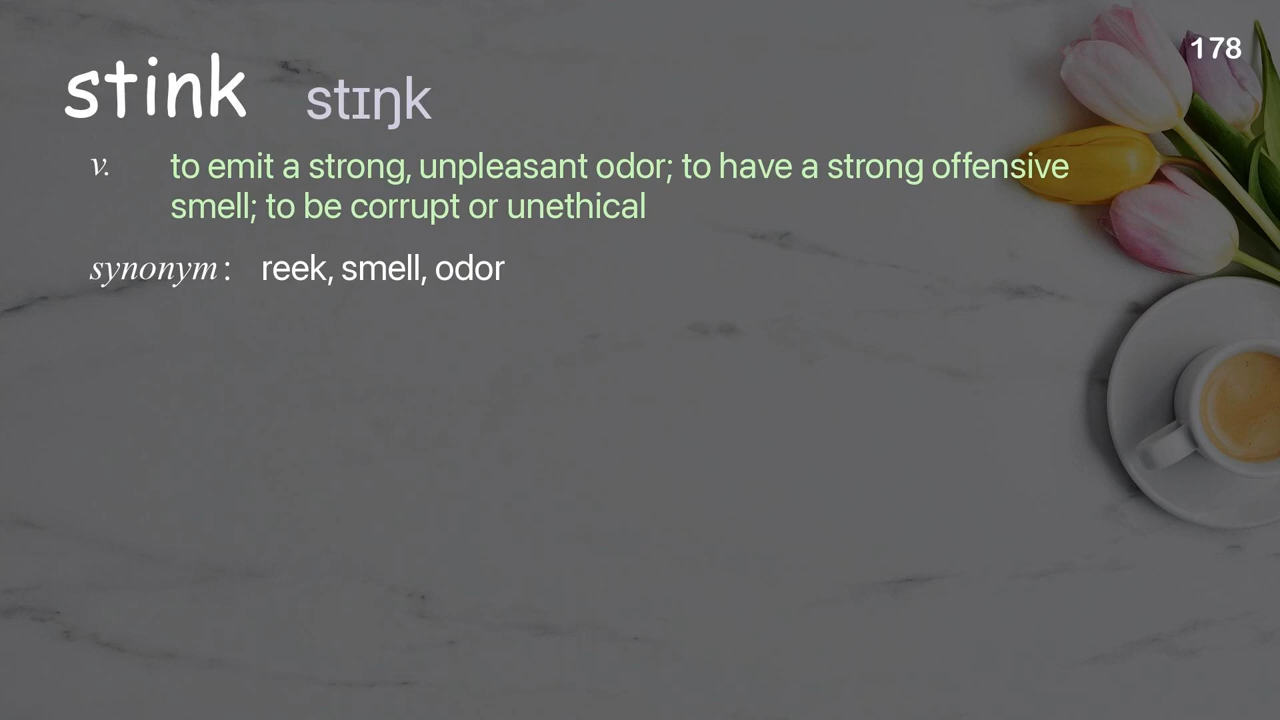 178
stink stɪŋk
v. to emit a strong, unpleasant odor; to have a strong offensive
smell; to be corrupt or unethical
synonym: reek, smell, odor